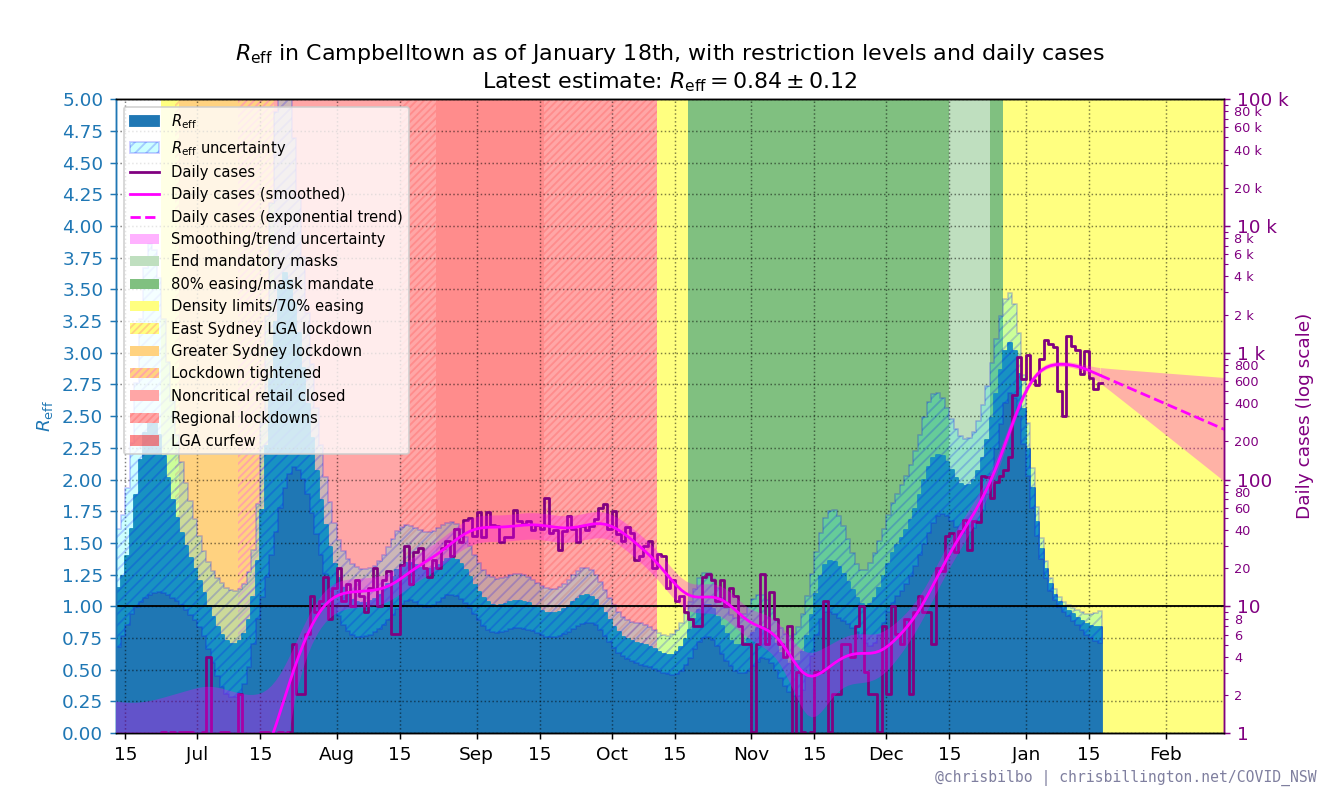 Reff in Campbelltown as of January 18th, with restriction levels and daily cases
Latest estimate: Reff = 0.84 ± 0.12
5.00
4.75
4.50
4.25
4.00
3.75
3.50
3.25
3.00
2.75
2.50
2.25
2.00
1.75
1.50
1.25
1.00
0.75
0.50
0.25
0.00
Reff
Reff
Reff uncertainty
Daily cases
Daily cases (smoothed)
Daily cases (exponential trend)
Smoothing/trend uncertainty
End mandatory masks
80% easing/mask mandate
Density limits/70% easing
East Sydney LGA lockdown
Greater Sydney lockdown
Lockdown tightened
Noncritical retail closed
Regional lockdowns
LGA curfew
100 k
80 k
60 k
40 k
20 k
10 k
8 k
6 k
4 k
2 k
1 k
800
600
400
200
100
80
60
40
20
10
8
6
4
2
1
Daily cases (log scale)
15 Jul 15 Aug 15 Sep 15 Oct 15 Nov 15 Dec 15 Jan 15 Feb
@chrisbilbo | chrisbillington.net/COVID_NSW